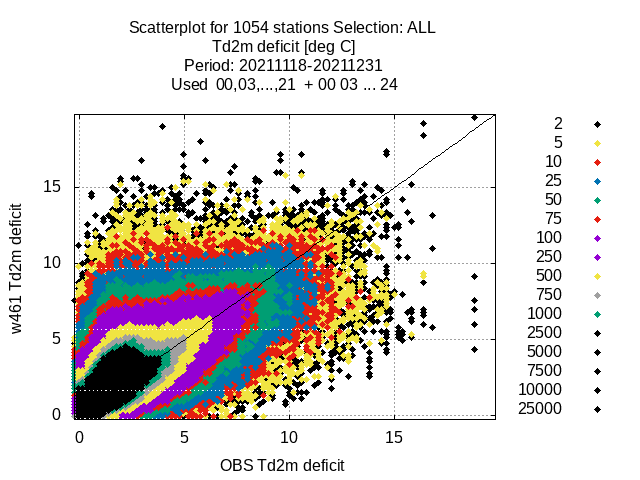 Scatterplot for 1054 stations Selection: ALL
Td2m deficit [deg C]
Period: 20211118-20211231
Used  00,03,...,21  + 00 03 ... 24
w461 Td2m deficit
15
10
5
0
0 5 10 15
OBS Td2m deficit
2
5
10
25
50
75
100
250
500
750
1000
2500
5000
7500
10000
25000